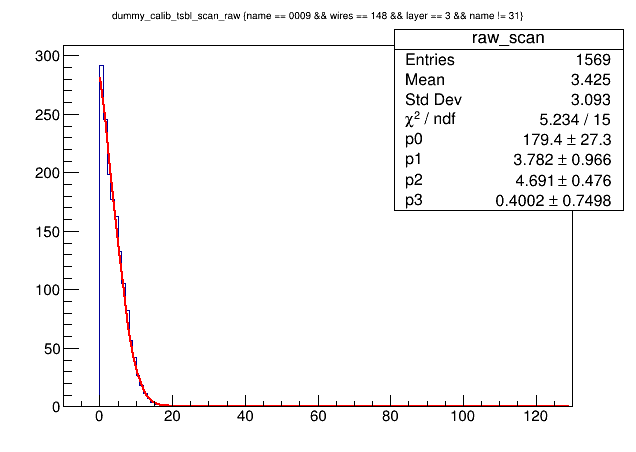 dummy_calib_tsbl_scan_raw {name == 0009 && wires == 148 && layer == 3 && name != 31}
raw_scan
Entries 1569
Mean 3.425
Std Dev 3.093
χ² / ndf 5.234 / 15
p0 179.4 ± 27.3
p1 3.782 ± 0.966
p2 4.691 ± 0.476
p3 0.4002 ± 0.7498
300
250
200
150
100
50
0
0 20 40 60 80 100 120